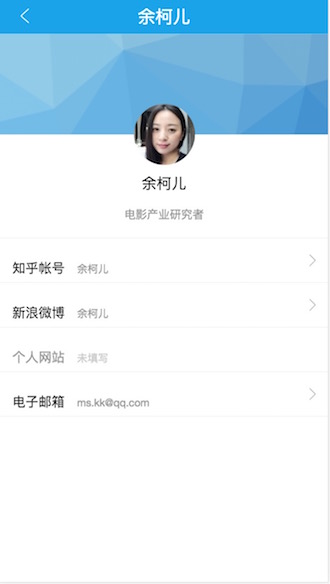 余柯儿
余柯儿
电影产业研究者
知乎帐号 余柯儿
新浪微博 余柯儿
个人网站 未填写
电子邮箱 ms.kk@qq.com